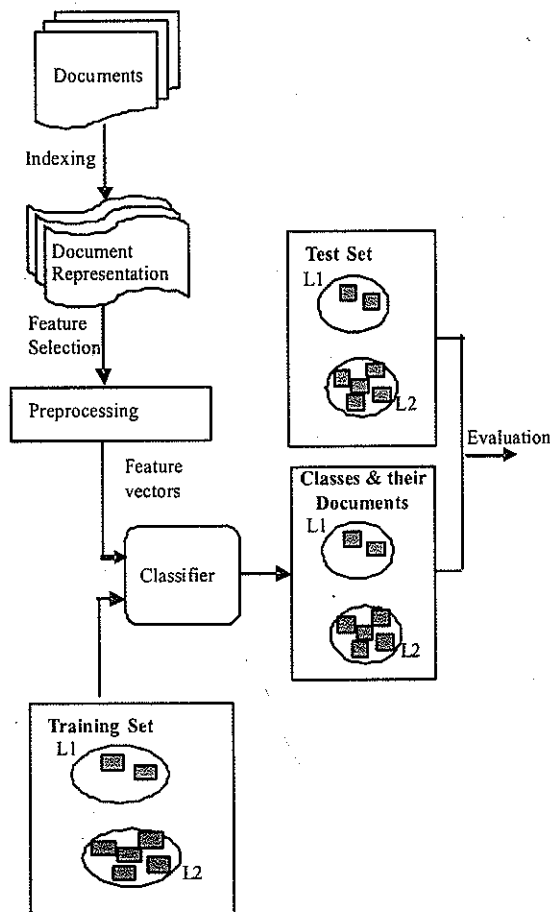 Documents
Indexing
Document
Representation
Feature
Selection
Preprocessing
Feature
vectors
Classifier
Test Set
L1
L2
Evaluation
Classes & their
Documents
L1
L2
Training Set
L1
L2